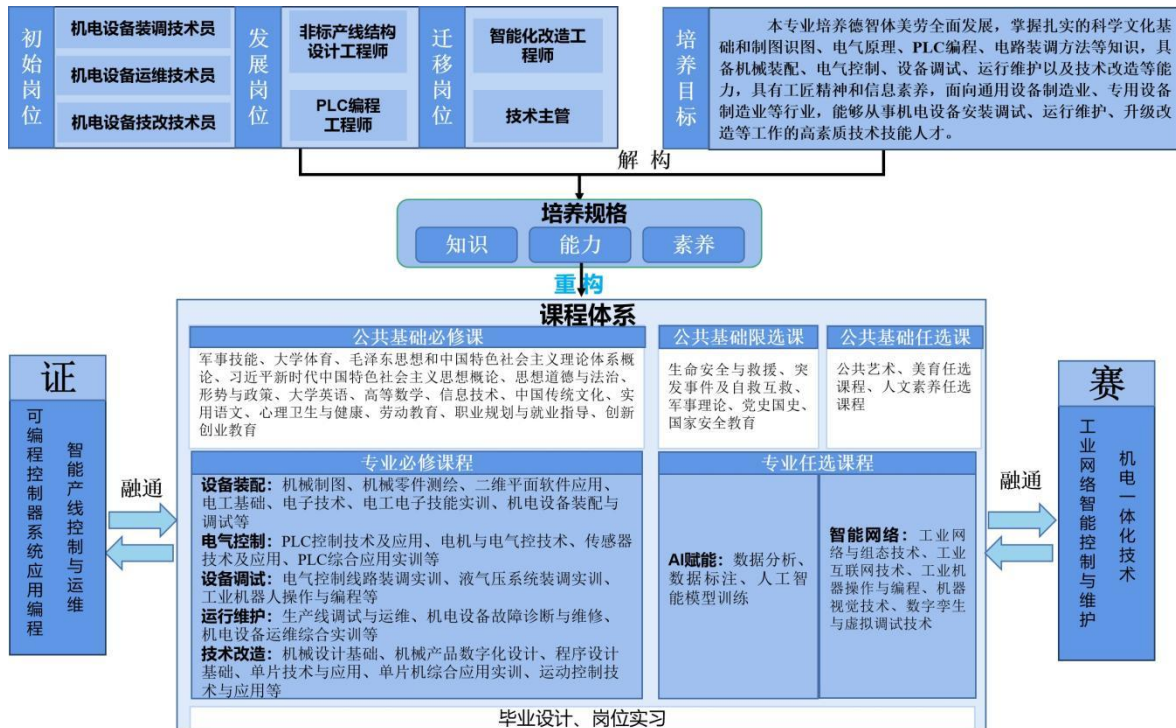 初始岗位
机电设备装调技术员
机电设备运维技术员
机电设备技改技术员
发展岗位
非标产线结构
设计工程师
PLC编程
工程师
迁移岗位
智能化改造工
程师
技术主管
培养目标
本专业培养德智体美劳全面发展，掌握扎实的科学文化基
础和制图识图、电气原理、PLC编程、电路装调方法等知识，具
备机械装配、电气控制、设备调试、运行维护以及技术改造等能
力，具有工匠精神和信息素养，面向通用设备制造业、专用设备
制造业等行业，能够从事机电设备安装调试、运行维护、升级改
造等工作的高素质技术技能人才。
解 构
培养规格
知识
能力
素养
重构
课程体系
公共基础必修课
军事技能、大学体育、毛泽东思想和中国特色社会主义理论体系概
论、习近平新时代中国特色社会主义思想概论、思想道德与法治、
形势与政策、大学英语、高等数学、信息技术、中国传统文化、实
用语文、心理卫生与健康、劳动教育、职业规划与就业指导、创新
创业教育
公共基础限选课
生命安全与救援、突
发事件及自救互救、
军事理论、党史国史、
国家安全教育
公共基础任选课
公共艺术、美育任选
课程、人文素养任选
课程
专业必修课程
设备装配：机械制图、机械零件测绘、二维平面软件应用、
电工基础、电子技术、电工电子技能实训、机电设备装配与
调试等
电气控制：PLC控制技术及应用、电机与电气控技术、传感器
技术及应用、PLC综合应用实训等
设备调试：电气控制线路装调实训、液气压系统装调实训、
工业机器人操作与编程等
运行维护：生产线调试与运维、机电设备故障诊断与维修、
机电设备运维综合实训等
技术改造：机械设计基础、机械产品数字化设计、程序设计
基础、单片技术与应用、单片机综合应用实训、运动控制技
术与应用等
专业任选课程
AI赋能：数据分析、
数据标注、人工智
能模型训练
智能网络：工业网
络与组态技术、工业
互联网技术、工业机
器操作与编程、机器
视觉技术、数字孪生
与虚拟调试技术
毕业设计、岗位实习
证
可编程控制器系统应用编程
智能产线控制与运维
融通
融通
赛
工业网络智能控制与维护
机电一体化技术